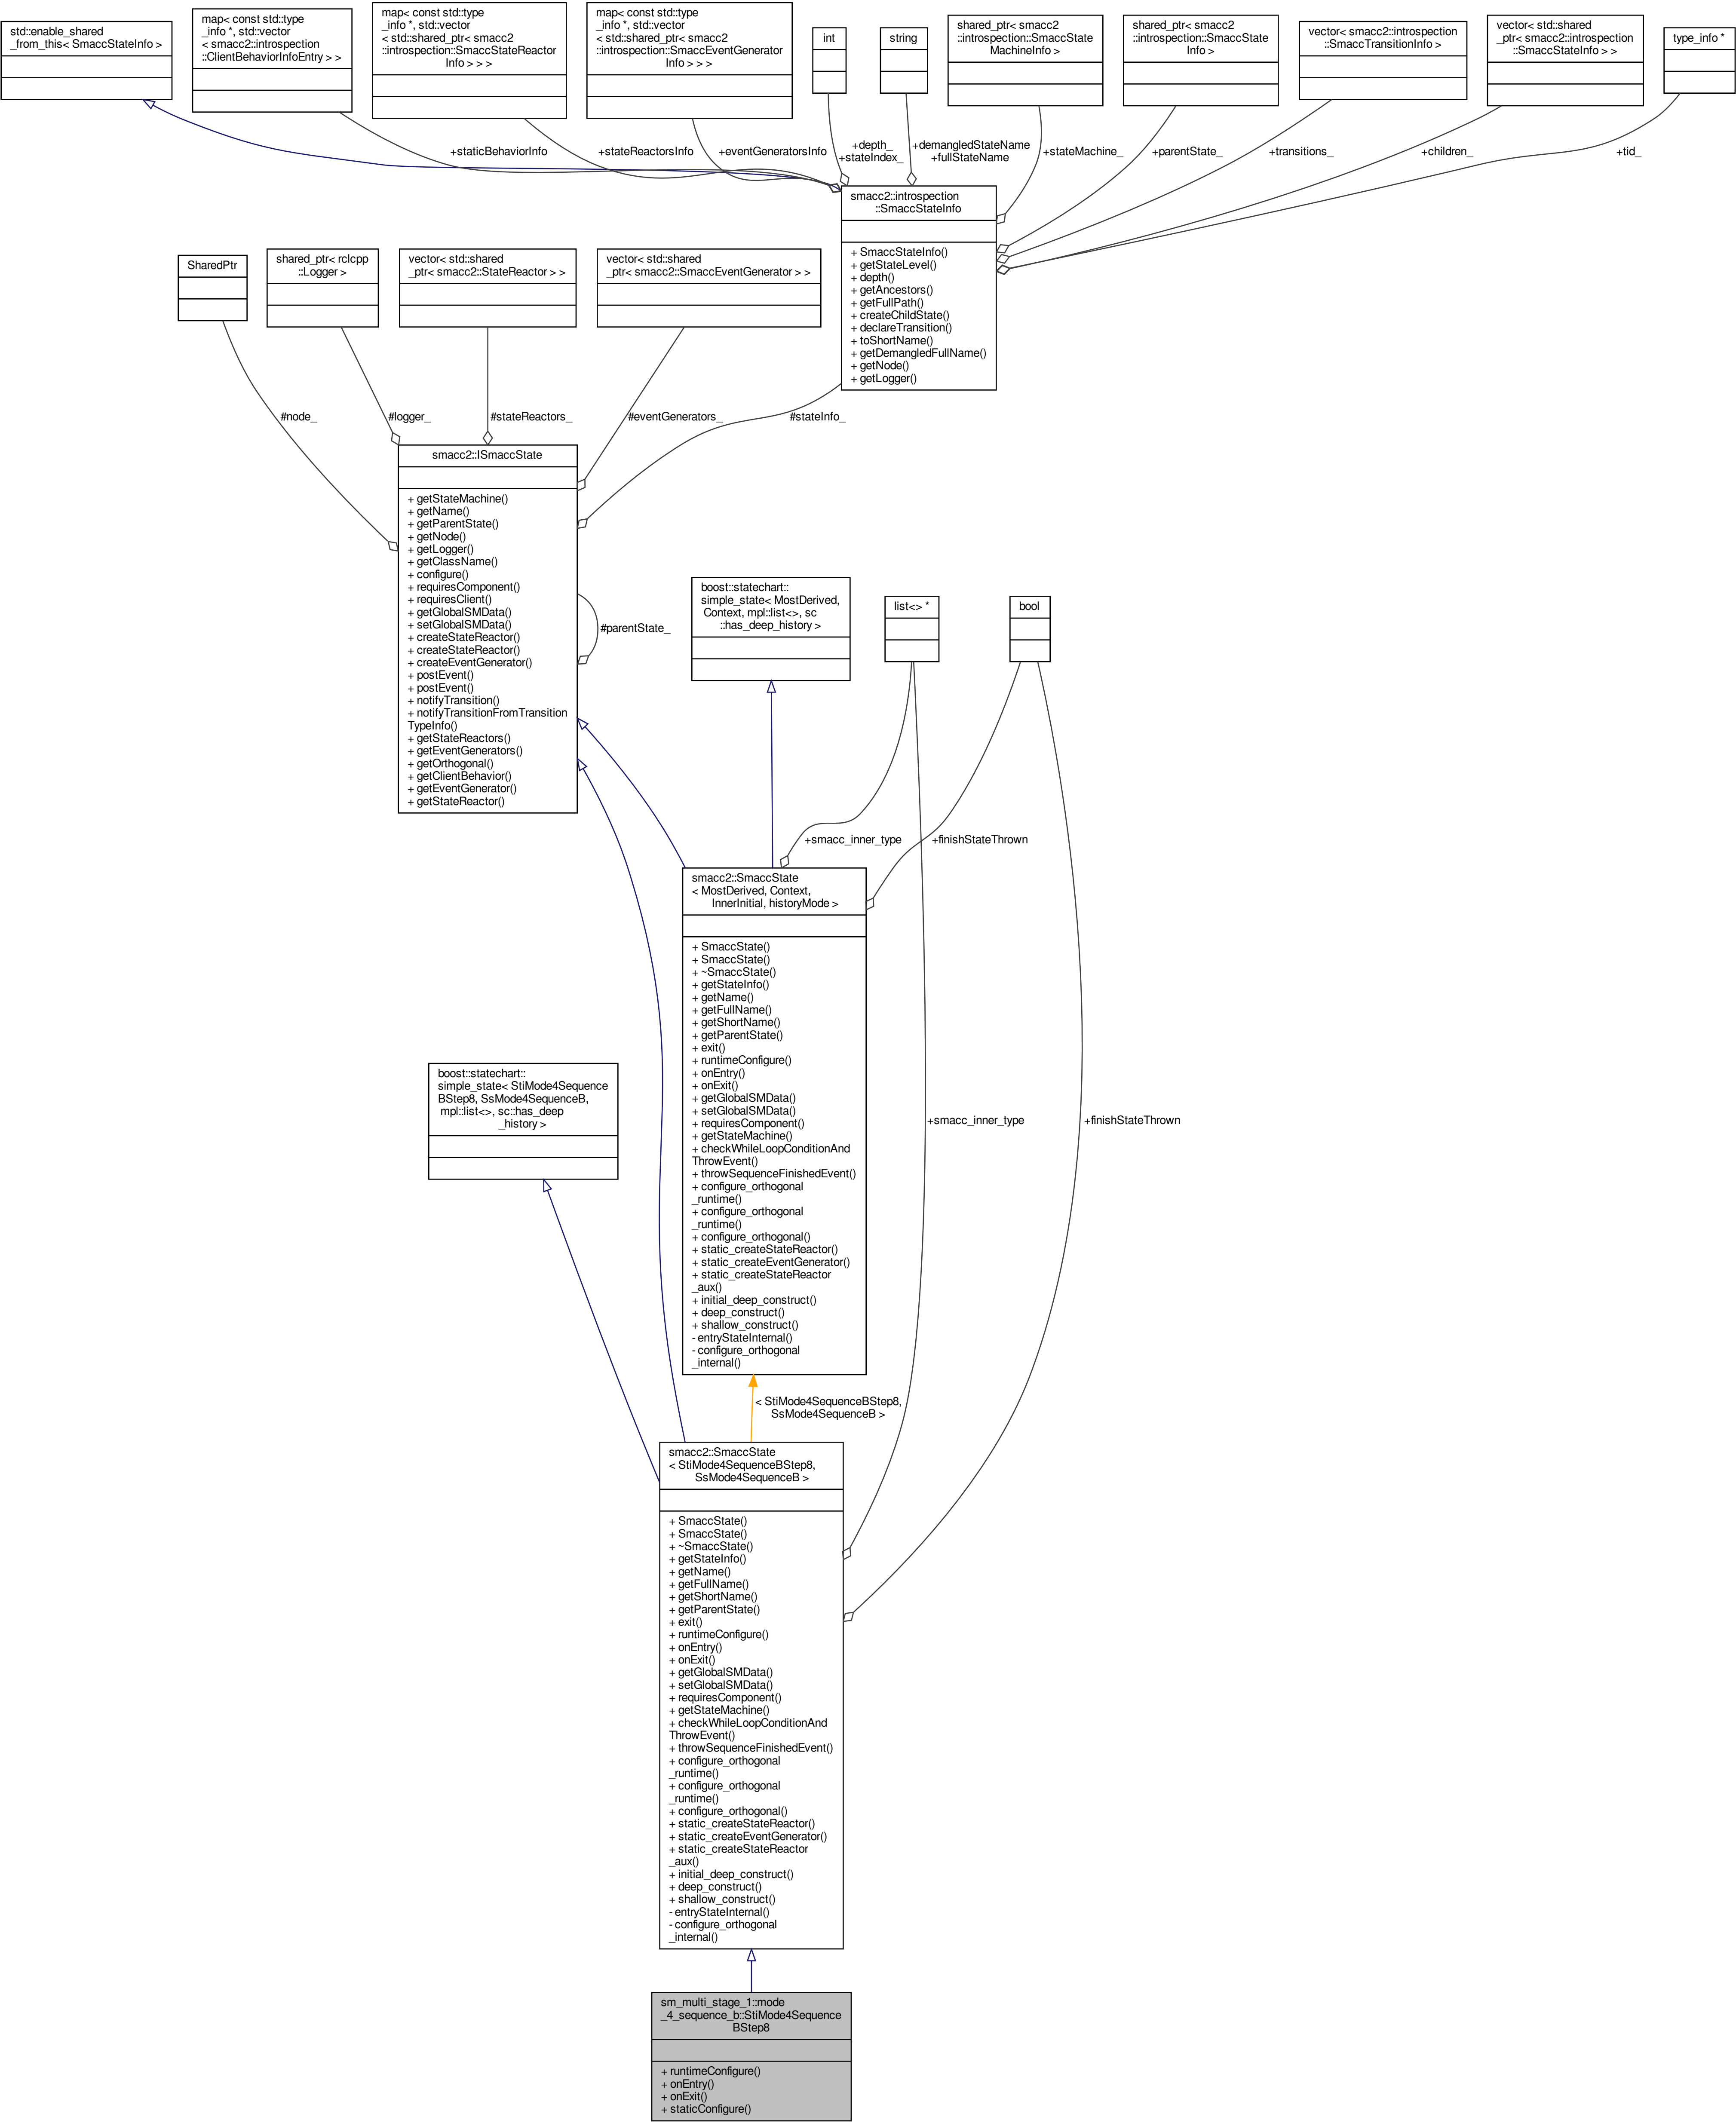 std::enable_shared
_from_this< SmaccStateInfo >
map< const std::type
_info *, std::vector
< smacc2::introspection
::ClientBehaviorInfoEntry > >
map< const std::type
_info *, std::vector
< std::shared_ptr< smacc2
::introspection::SmaccStateReactor
Info > > >
map< const std::type
_info *, std::vector
< std::shared_ptr< smacc2
::introspection::SmaccEventGenerator
Info > > >
int
string
shared_ptr< smacc2
::introspection::SmaccState
MachineInfo >
shared_ptr< smacc2
::introspection::SmaccState
Info >
vector< smacc2::introspection
::SmaccTransitionInfo >
vector< std::shared
_ptr< smacc2::introspection
::SmaccStateInfo > >
type_info *
+staticBehaviorInfo
+stateReactorsInfo
+eventGeneratorsInfo
+depth_
+stateIndex_
+demangledStateName
+fullStateName
+stateMachine_
+parentState_
+transitions_
+children_
+tid_
smacc2::introspection
::SmaccStateInfo
+ SmaccStateInfo()
+ getStateLevel()
+ depth()
+ getAncestors()
+ getFullPath()
+ createChildState()
+ declareTransition()
+ toShortName()
+ getDemangledFullName()
+ getNode()
+ getLogger()
SharedPtr
shared_ptr< rclcpp
::Logger >
vector< std::shared
_ptr< smacc2::StateReactor > >
vector< std::shared
_ptr< smacc2::SmaccEventGenerator > >
#node_
#logger_
#stateReactors_
#eventGenerators_
#stateInfo_
smacc2::ISmaccState
+ getStateMachine()
+ getName()
+ getParentState()
+ getNode()
+ getLogger()
+ getClassName()
+ configure()
+ requiresComponent()
+ requiresClient()
+ getGlobalSMData()
+ setGlobalSMData()
+ createStateReactor()
+ createStateReactor()
+ createEventGenerator()
+ postEvent()
+ postEvent()
+ notifyTransition()
+ notifyTransitionFromTransition
TypeInfo()
+ getStateReactors()
+ getEventGenerators()
+ getOrthogonal()
+ getClientBehavior()
+ getEventGenerator()
+ getStateReactor()
#parentState_
boost::statechart::
simple_state< MostDerived,
Context, mpl::list<>, sc
::has_deep_history >
list<> *
bool
+smacc_inner_type
+finishStateThrown
smacc2::SmaccState
< MostDerived, Context,
InnerInitial, historyMode >
+ SmaccState()
+ SmaccState()
+ ~SmaccState()
+ getStateInfo()
+ getName()
+ getFullName()
+ getShortName()
+ getParentState()
+ exit()
+ runtimeConfigure()
+ onEntry()
+ onExit()
+ getGlobalSMData()
+ setGlobalSMData()
+ requiresComponent()
+ getStateMachine()
+ checkWhileLoopConditionAnd
ThrowEvent()
+ throwSequenceFinishedEvent()
+ configure_orthogonal
_runtime()
+ configure_orthogonal
_runtime()
+ configure_orthogonal()
+ static_createStateReactor()
+ static_createEventGenerator()
+ static_createStateReactor
_aux()
+ initial_deep_construct()
+ deep_construct()
+ shallow_construct()
- entryStateInternal()
- configure_orthogonal
_internal()
boost::statechart::
simple_state< StiMode4Sequence
BStep8, SsMode4SequenceB,
mpl::list<>, sc::has_deep
_history >
+smacc_inner_type
+finishStateThrown
< StiMode4SequenceBStep8,
SsMode4SequenceB >
smacc2::SmaccState
< StiMode4SequenceBStep8,
SsMode4SequenceB >
+ SmaccState()
+ SmaccState()
+ ~SmaccState()
+ getStateInfo()
+ getName()
+ getFullName()
+ getShortName()
+ getParentState()
+ exit()
+ runtimeConfigure()
+ onEntry()
+ onExit()
+ getGlobalSMData()
+ setGlobalSMData()
+ requiresComponent()
+ getStateMachine()
+ checkWhileLoopConditionAnd
ThrowEvent()
+ throwSequenceFinishedEvent()
+ configure_orthogonal
_runtime()
+ configure_orthogonal
_runtime()
+ configure_orthogonal()
+ static_createStateReactor()
+ static_createEventGenerator()
+ static_createStateReactor
_aux()
+ initial_deep_construct()
+ deep_construct()
+ shallow_construct()
- entryStateInternal()
- configure_orthogonal
_internal()
sm_multi_stage_1::mode
_4_sequence_b::StiMode4Sequence
BStep8
+ runtimeConfigure()
+ onEntry()
+ onExit()
+ staticConfigure()